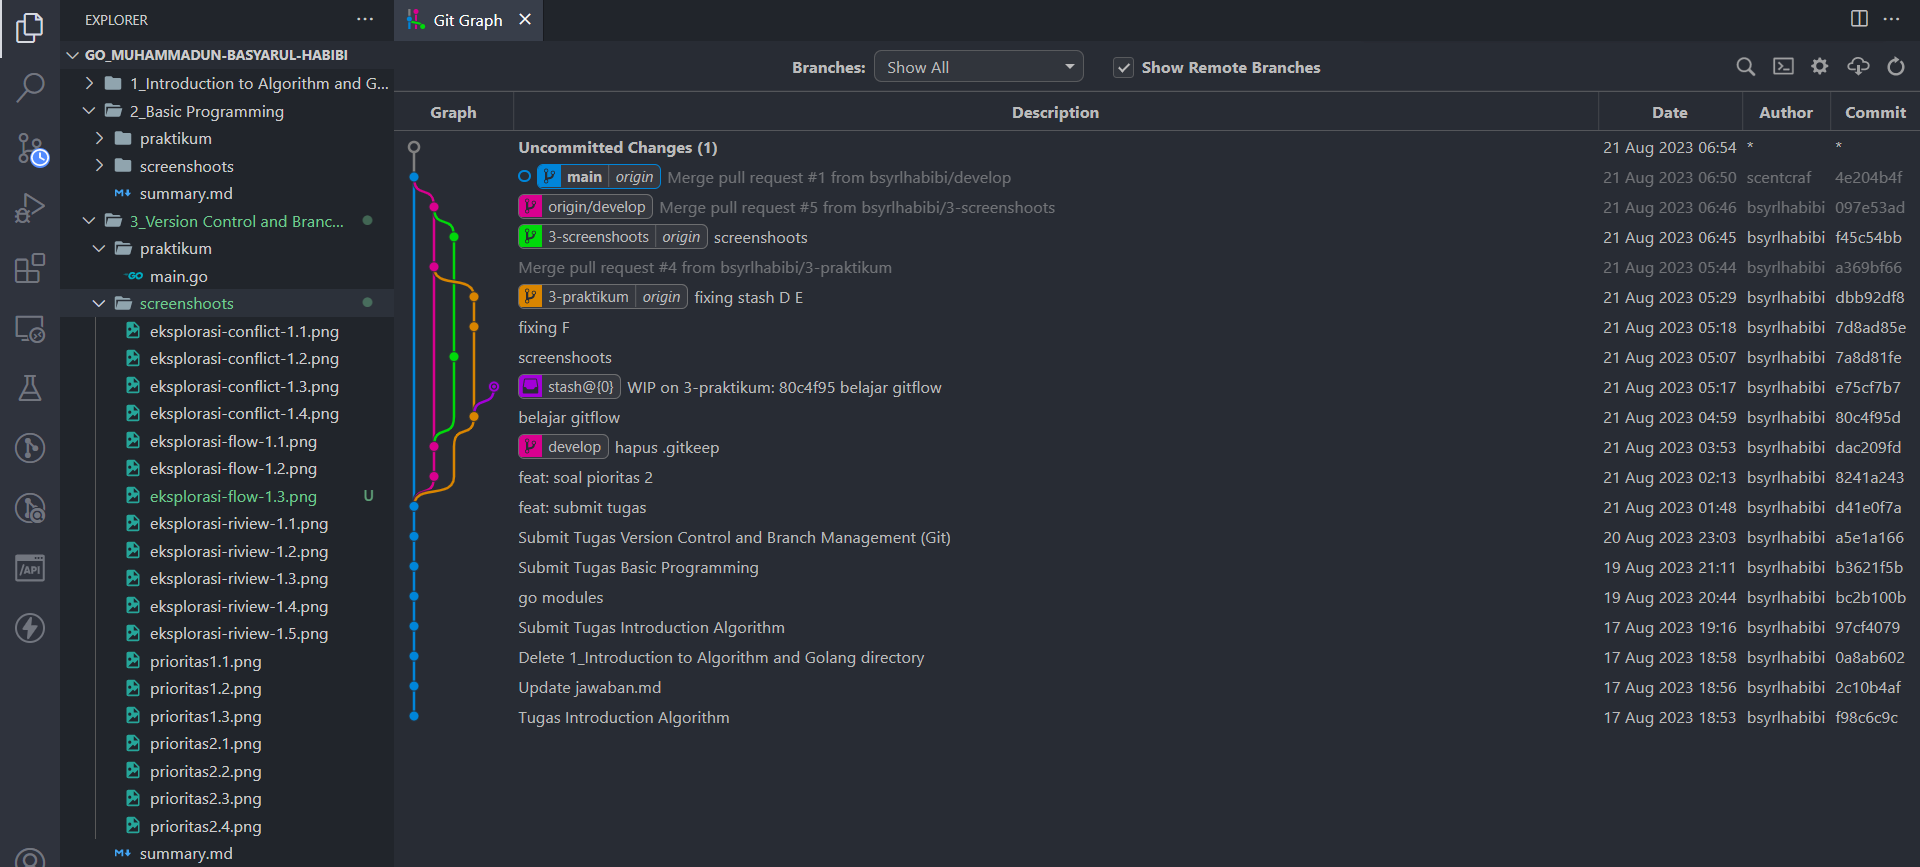 EXPLORER
GO_MUHAMMADUN-BASYARUL-HABIBI
1_Introduction to Algorithm and G...
2_Basic Programming
praktikum
screenshoots
summary.md
3_Version Control and Branc...
praktikum
main.go
screenshoots
eksplorasi-conflict-1.1.png
eksplorasi-conflict-1.2.png
eksplorasi-conflict-1.3.png
eksplorasi-conflict-1.4.png
eksplorasi-flow-1.1.png
eksplorasi-flow-1.2.png
eksplorasi-flow-1.3.png U
eksplorasi-riview-1.1.png
eksplorasi-riview-1.2.png
eksplorasi-riview-1.3.png
eksplorasi-riview-1.4.png
eksplorasi-riview-1.5.png
prioritas1.1.png
prioritas1.2.png
prioritas1.3.png
prioritas2.1.png
prioritas2.2.png
prioritas2.3.png
prioritas2.4.png
summary.md
/API
Git Graph
Branches: Show All Show Remote Branches
Graph Description Date Author Commit
Uncommitted Changes (1) 21 Aug 2023 06:54 * *
main origin Merge pull request #1 from bsyrlhabibi/develop 21 Aug 2023 06:50 scentcraf 4e204b4f
origin/develop Merge pull request #5 from bsyrlhabibi/3-screenshoots 21 Aug 2023 06:46 bsyrlhabibi 097e53ad
3-screenshoots origin screenshoots 21 Aug 2023 06:45 bsyrlhabibi f45c54bb
Merge pull request #4 from bsyrlhabibi/3-praktikum 21 Aug 2023 05:44 bsyrlhabibi a369bf66
3-praktikum origin fixing stash D E 21 Aug 2023 05:29 bsyrlhabibi dbb92df8
fixing F 21 Aug 2023 05:18 bsyrlhabibi 7d8ad85e
screenshoots 21 Aug 2023 05:07 bsyrlhabibi 7a8d81fe
stash@{0} WIP on 3-praktikum: 80c4f95 belajar gitflow 21 Aug 2023 05:17 bsyrlhabibi e75cf7b7
belajar gitflow 21 Aug 2023 04:59 bsyrlhabibi 80c4f95d
develop hapus .gitkeep 21 Aug 2023 03:53 bsyrlhabibi dac209fd
feat: soal pioritas 2 21 Aug 2023 02:13 bsyrlhabibi 8241a243
feat: submit tugas 21 Aug 2023 01:48 bsyrlhabibi d41e0f7a
Submit Tugas Version Control and Branch Management (Git) 20 Aug 2023 23:03 bsyrlhabibi a5e1a166
Submit Tugas Basic Programming 19 Aug 2023 21:11 bsyrlhabibi b3621f5b
go modules 19 Aug 2023 20:44 bsyrlhabibi bc2b100b
Submit Tugas Introduction Algorithm 17 Aug 2023 19:16 bsyrlhabibi 97cf4079
Delete 1_Introduction to Algorithm and Golang directory 17 Aug 2023 18:58 bsyrlhabibi 0a8ab602
Update jawaban.md 17 Aug 2023 18:56 bsyrlhabibi 2c10b4af
Tugas Introduction Algorithm 17 Aug 2023 18:53 bsyrlhabibi f98c6c9c